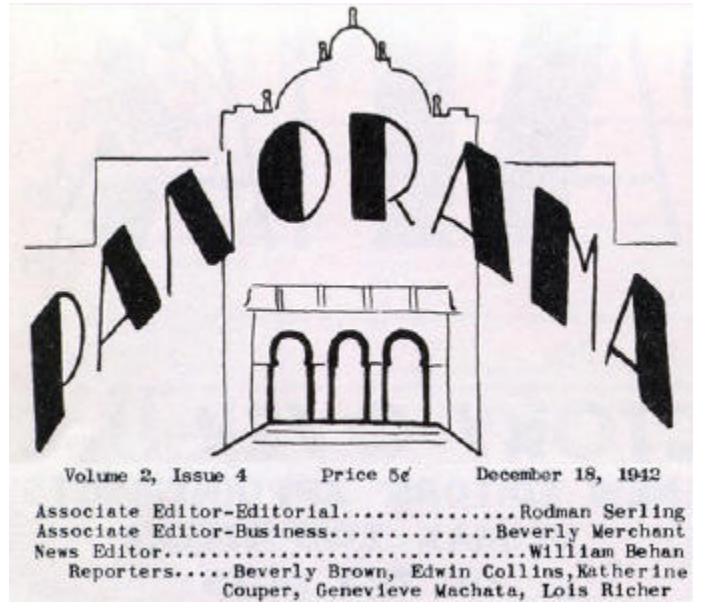 PANORAMA
Volume 2, Issue 4 Price 5¢ December 18, 1942
Associate Editor-Editorial...............Rodman Serling
Associate Editor-Business..............Beverly Merchant
News Editor................................William Behan
Reporters.....Beverly Brown, Edwin Collins,Katherine
Couper, Genevieve Machata, Lois Richer